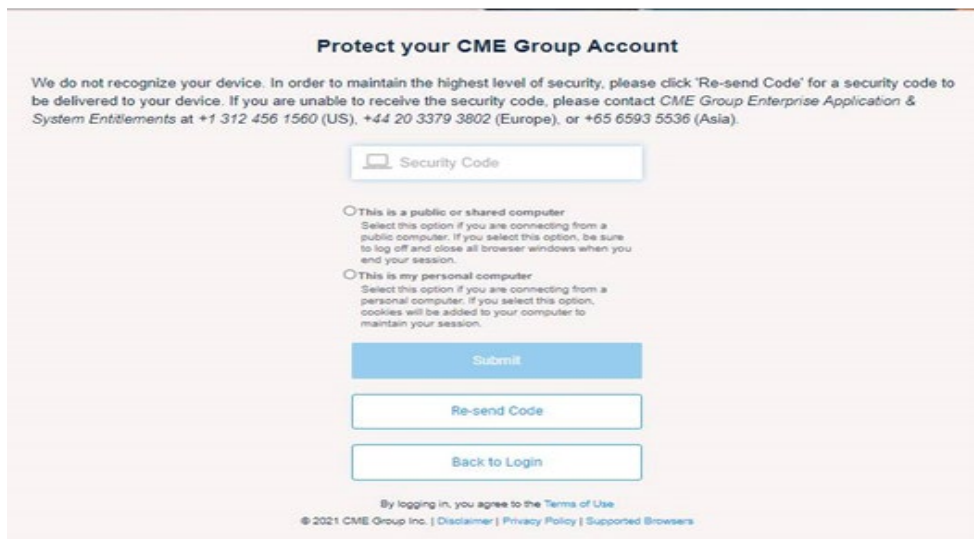 Protect your CME Group Account
We do not recognize your device. In order to maintain the highest level of security, please click 'Re-send Code' for a security code to
be delivered to your device. If you are unable to receive the security code, please contact CME Group Enterprise Application &
System Entitlements at +1 312 456 1560 (US), +44 20 3379 3802 (Europe), or +65 6593 5536 (Asia).
Security Code
This is a public or shared computer
Select this option if you are connecting from a
public computer. If you select this option, be sure
to log off and close all browser windows when you
end your session.
This is my personal computer
Select this option if you are connecting from a
personal computer. If you select this option,
cookies will be added to your computer to
maintain your session.
Submit
Re-send Code
Back to Login
By logging in, you agree to the Terms of Use
© 2021 CME Group Inc. | Disclaimer | Privacy Policy | Supported Browsers